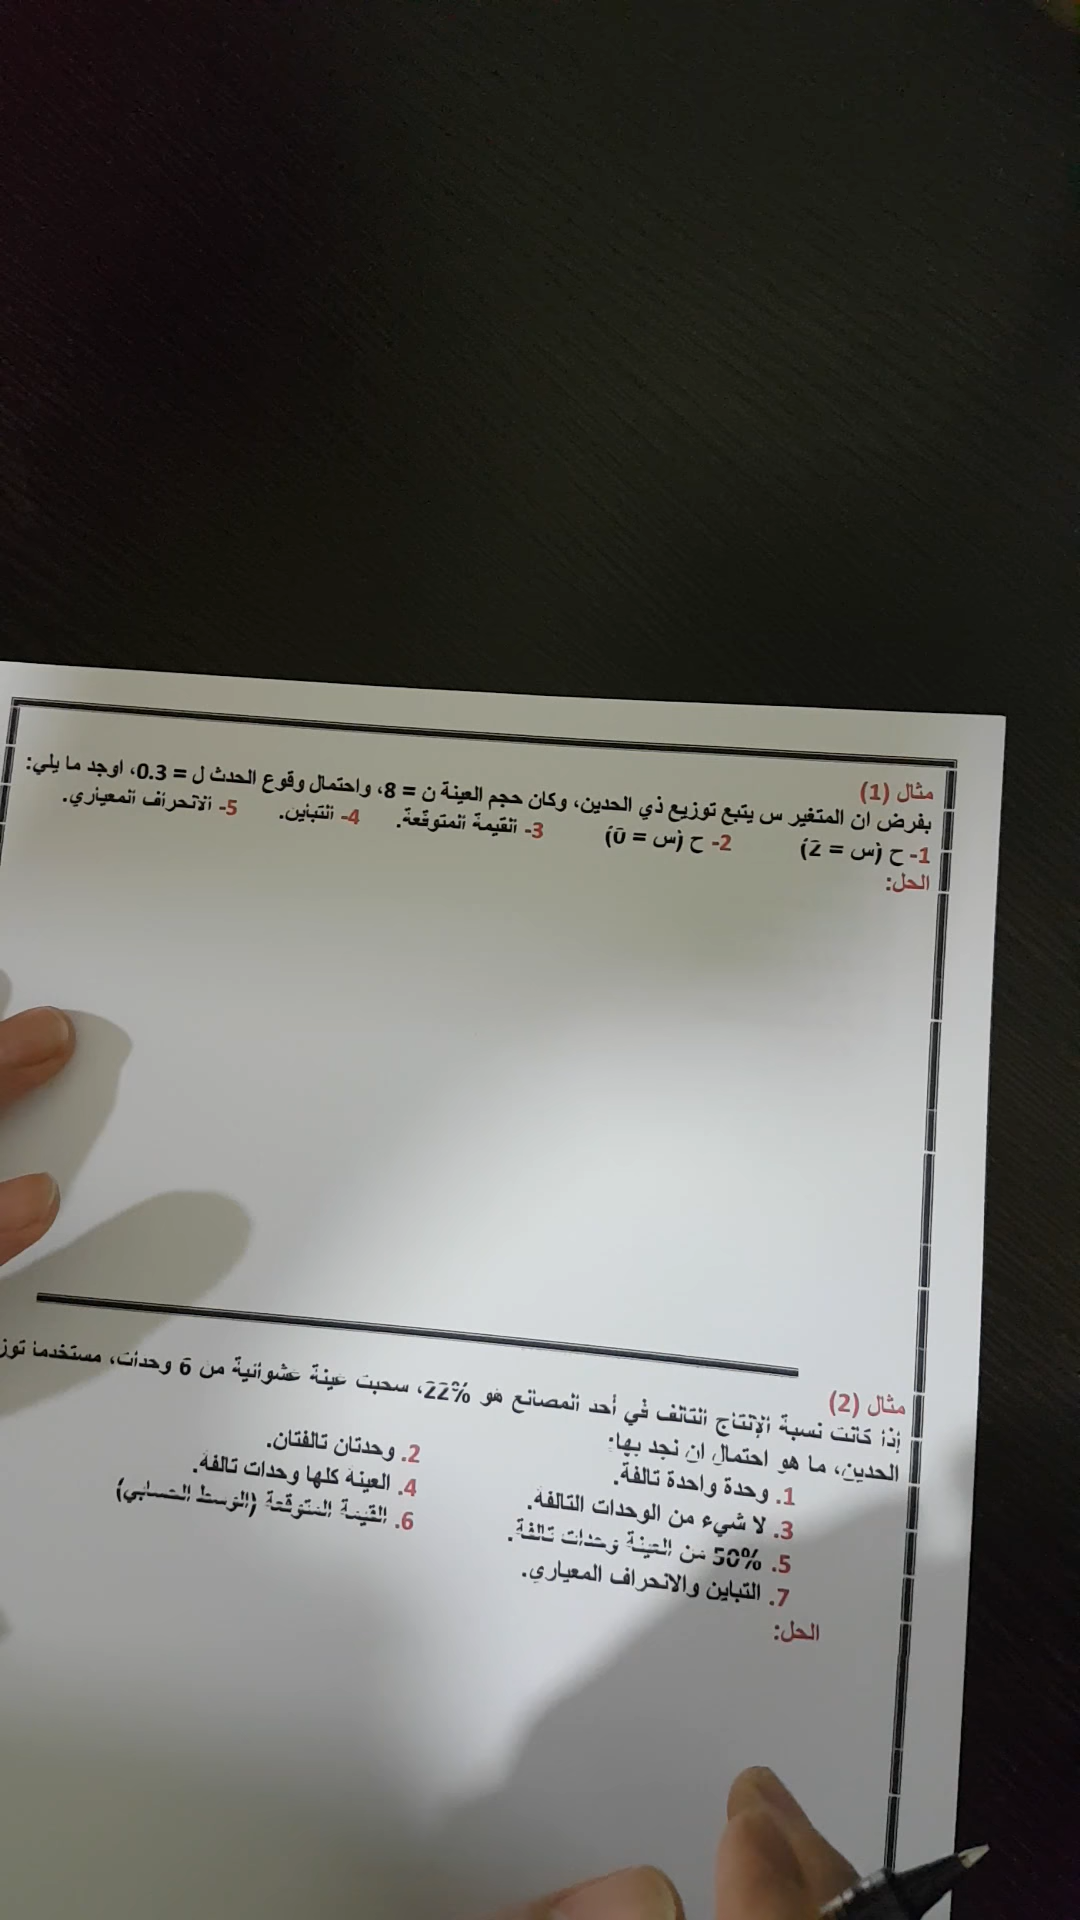 مثال (1)
بفرض ان المتغير س يتبع توزيع ذي الحدين، وكان حجم العينة ن = 8، واحتمال وقوع الحدث ل = 0.3، اوجد ما يلي:
1- ح (س = 2) 2- ح (س = 0) 3- القيمة المتوقعة. 4- التباين. 5- الانحراف المعياري.
الحل:
مثال (2)
إذا كانت نسبة الإنتاج التالف في أحد المصانع هو 22%، سحبت عينة عشوائية من 6 وحدات، مستخدما
الحدين، ما هو احتمال ان نجد بها:
1. وحدة واحدة تالفة. 2. وحدتان تالفتان.
3. لا شيء من الوحدات التالفة. 4. العينة كلها وحدات تالفة.
5. 50% من العينة وحدات تالفة. 6. القيمة المتوقعة (الوسط الحسابي)
7. التباين والانحراف المعياري.
الحل: